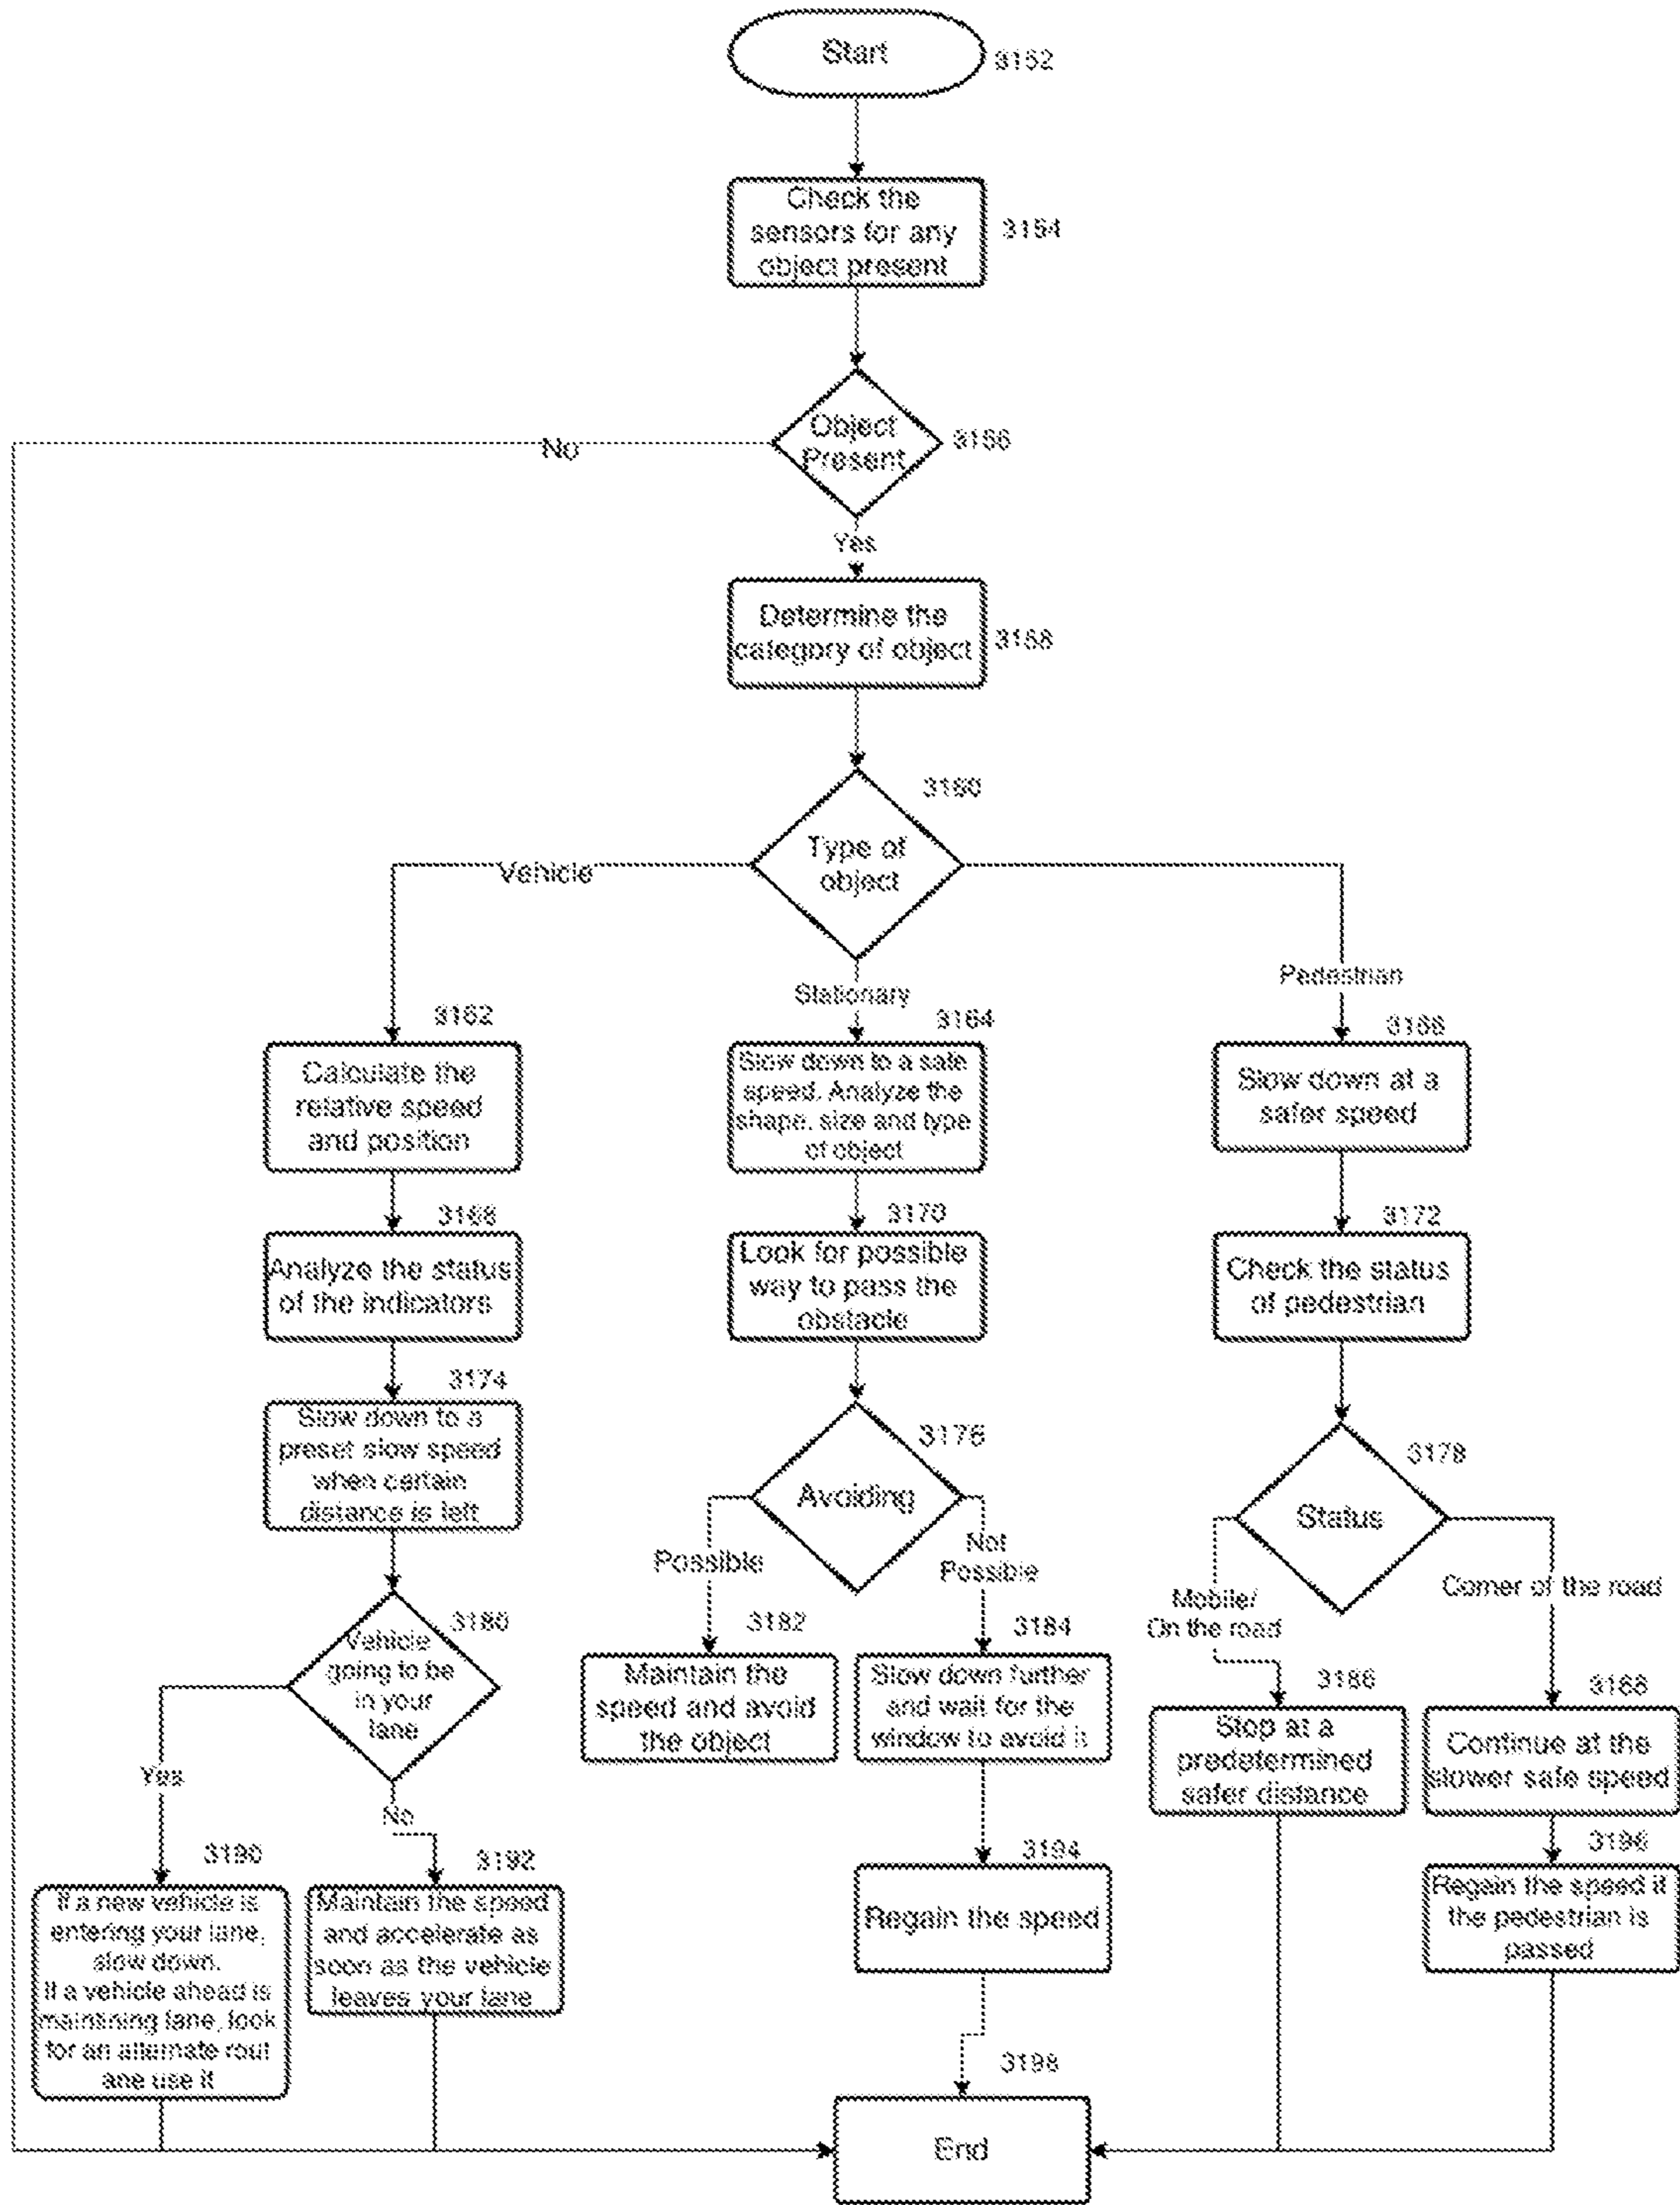 Start
3152
Check the
sensors for any
object present
3154
Object
Present
3156
No
Yes
Determine the
category of object
3158
3160
Type of
object
Vehicle
Stationary
Pedestrian
3162
Calculate the
relative speed
and position
3164
Slow down to a safe
speed. Analyze the
shape, size and type
of object
Slow down at a
safer speed
3168
Analyze the status
of the indicators
3170
Look for possible
way to pass the
obstacle
3172
Check the status
of pedestrian
3174
Slow down to a
preset slow speed
when certain
distance is left
3176
Avoiding
3178
Status
Possible
Not
Possible
Mobile/
On the road
Corner of the road
3180
Vehicle
going to be
in your
lane
3182
Maintain the
speed and avoid
the object
3184
Slow down further
and wait for the
window to avoid it
3186
Stop at a
predetermined
safer distance
Continue at the
slower safe speed
Yes
No
3190
If a new vehicle is
entering your lane,
slow down.
If a vehicle ahead is
maintining lane, look
for an alternate rout
ane use it
3192
Maintain the speed
and accelerate as
soon as the vehicle
leaves your lane
3194
Regain the speed
3196
Regain the speed if
the pedestrian is
passed
3198
End